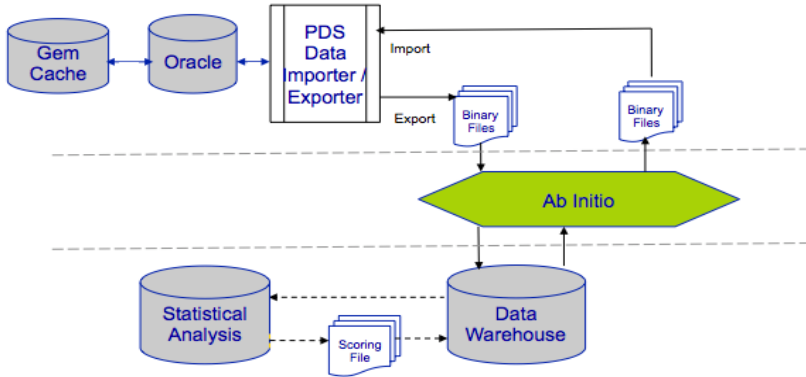 Gem
Cache
Oracle
PDS
Data
Importer /
Exporter
Import
Export
Binary
Files
Binary
Files
Ab Initio
Statistical
Analysis
Scoring
File
Data
Warehouse